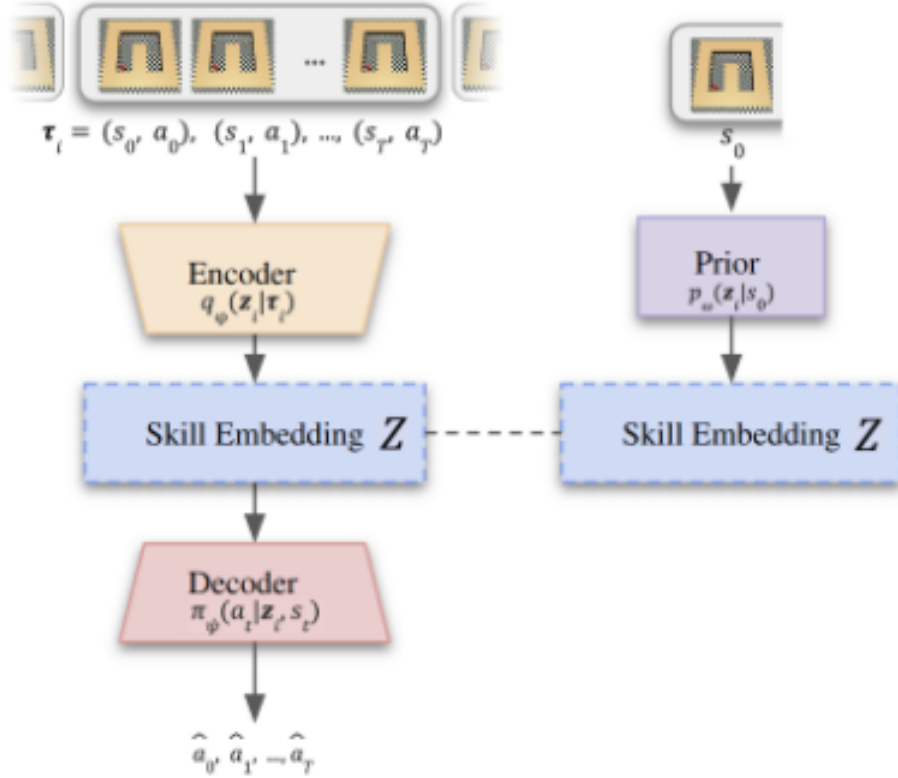 ...
τ_i = (s_0, a_0), (s_1, a_1), ..., (s_T, a_T)
Encoder
q_φ(z_i|τ_i)
Skill Embedding Z
Decoder
π_ψ(a_t|z_i, s_t)
â_0, â_1, ..., â_T
s_0
Prior
p_ω(z_i|s_0)
Skill Embedding Z